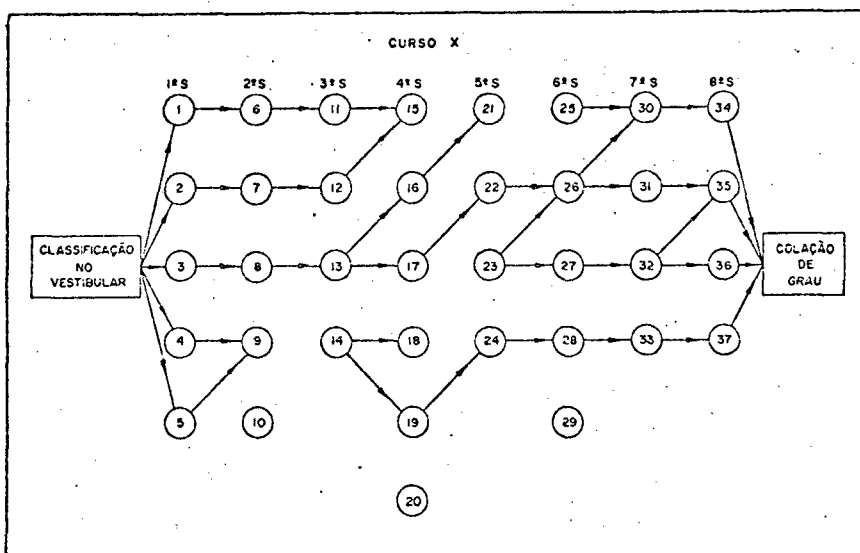 CURSO X
1º S 2º S 3º S 4º S 5º S 6º S 7º S 8º S
1 6 11 15 21 25 30 34
2 7 12 16 22 26 31 35
CLASSIFICAÇÃO
NO
VESTIBULAR
3 8 13 17 23 27 32 36
COLAÇÃO
DE
GRAU
4 9 14 18 24 28 33 37
5 10 19 29
20